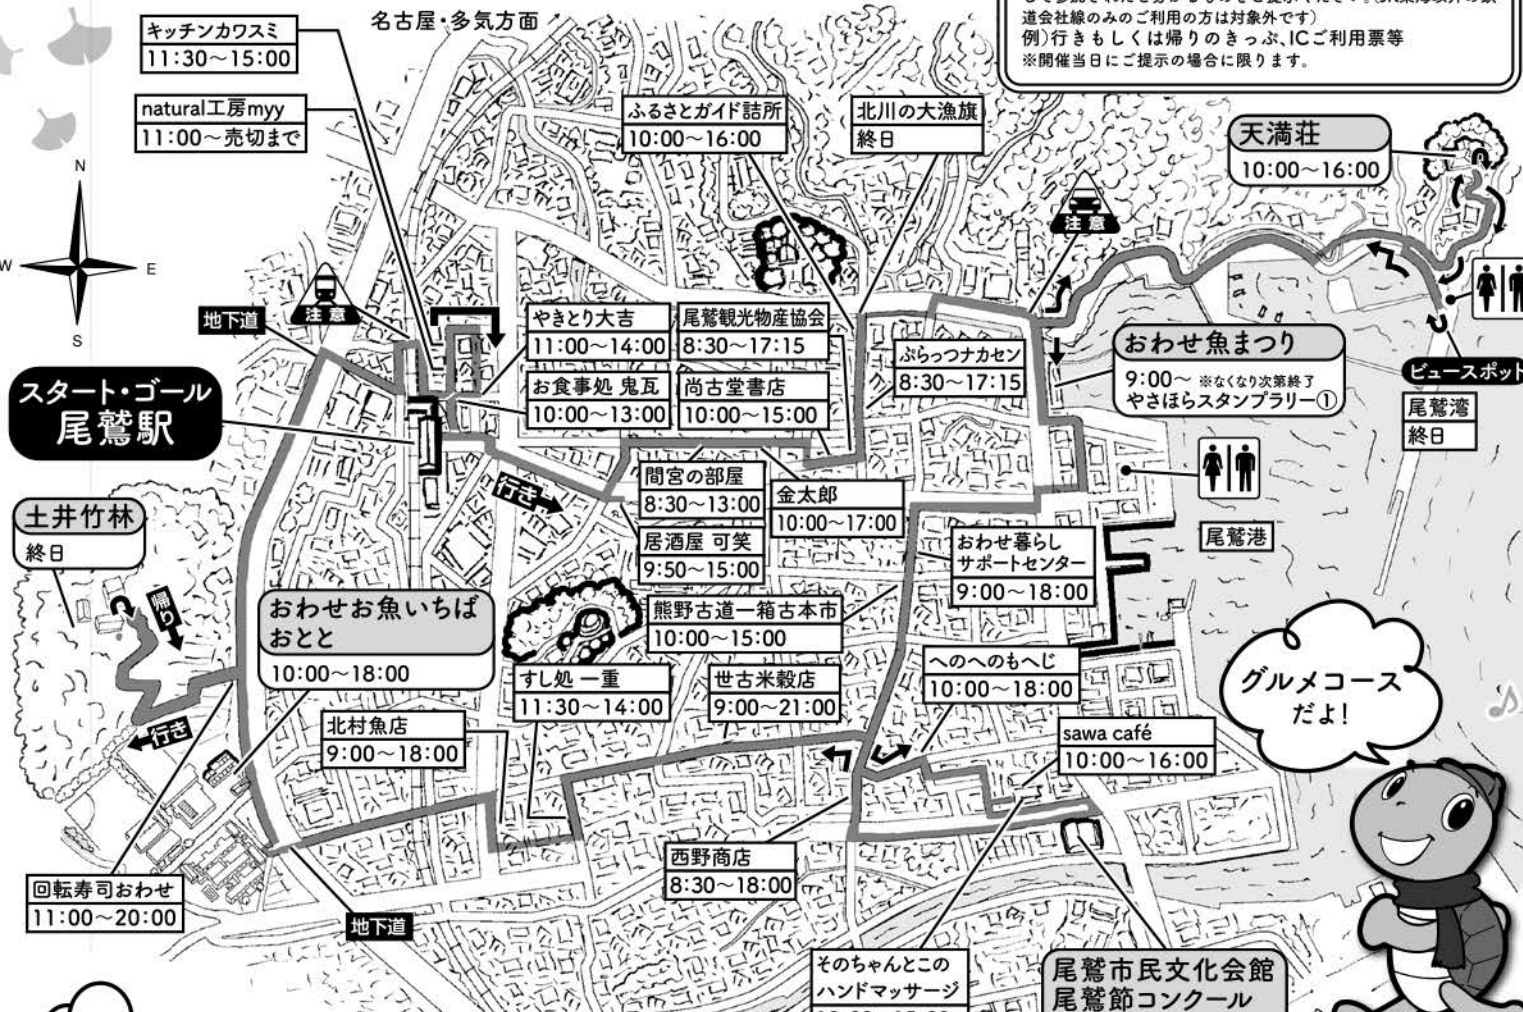 道会社線のみのご利用の方は対象外です)
例)行きもしくは帰りのきっぷ、ICご利用票等
※開催当日にご提示の場合に限ります。
名古屋・多気方面
キッチンカワスミ
11:30～15:00
natural工房myy
11:00～売切まで
ふるさとガイド詰所
10:00～16:00
北川の大漁旗
終日
天満荘
10:00～16:00
N
W
E
S
注意
注意
地下道
スタート・ゴール
尾鷲駅
やきとり大吉
11:00～14:00
尾鷲観光物産協会
8:30～17:15
お食事処 鬼瓦
10:00～13:00
尚古堂書店
10:00～15:00
ぷらっつナカセン
8:30～17:15
おわせ魚まつり
9:00～ ※なくなり次第終了
やさほらスタンプラリー①
ビュースポット
尾鷲湾
終日
行き
間宮の部屋
8:30～13:00
金太郎
10:00～17:00
居酒屋 可笑
9:50～15:00
おわせ暮らし
サポートセンター
9:00～18:00
尾鷲港
土井竹林
終日
帰り
行き
おわせお魚いちば
おとと
10:00～18:00
熊野古道一箱古本市
10:00～15:00
へのへのもへじ
10:00～18:00
すし処 一重
11:30～14:00
世古米穀店
9:00～21:00
北村魚店
9:00～18:00
sawa café
10:00～16:00
グルメコース
だよ!
西野商店
8:30～18:00
回転寿司おわせ
11:00～20:00
地下道
そのちゃんとこの
ハンドマッサージ
尾鷲市民文化会館
尾鷲節コンクール